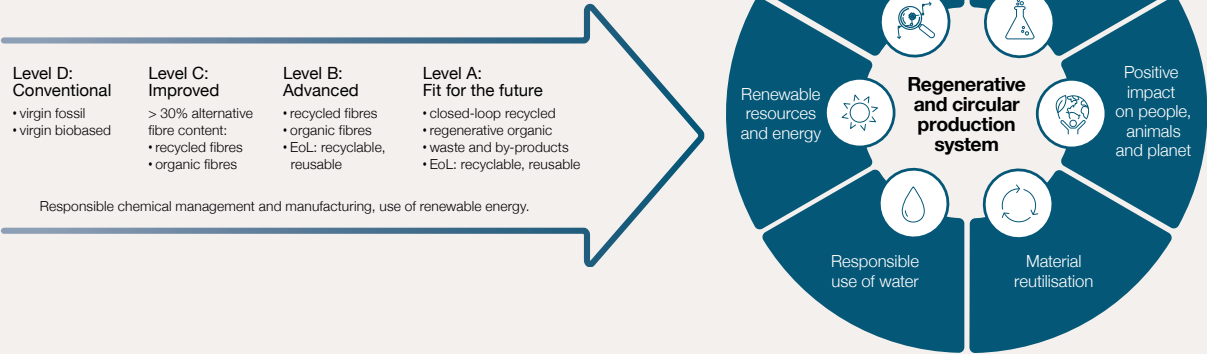 Level D:
Conventional
• virgin fossil
• virgin biobased
Level C:
Improved
> 30% alternative
fibre content:
• recycled fibres
• organic fibres
Level B:
Advanced
• recycled fibres
• organic fibres
• EoL: recyclable,
reusable
Level A:
Fit for the future
• closed-loop recycled
• regenerative organic
• waste and by-products
• EoL: recyclable, reusable
Responsible chemical management and manufacturing, use of renewable energy.
Regenerative
and circular
production
system
Renewable
resources
and energy
Positive
impact
on people,
animals
and planet
Responsible
use of water
Material
reutilisation